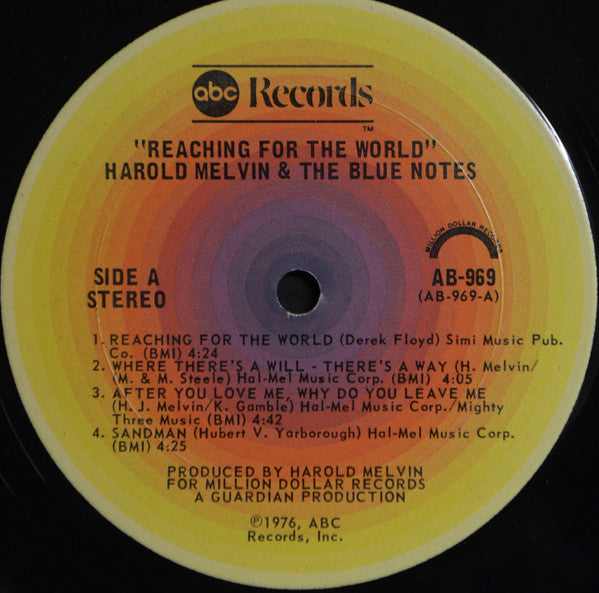 abc Records
TM
"REACHING FOR THE WORLD"
HAROLD MELVIN & THE BLUE NOTES
MILLION DOLLAR RECORDS
SIDE A
STEREO
AB-969
(AB-969-A)
1. REACHING FOR THE WORLD (Derek Floyd) Simi Music Pub.
Co. (BMI) 4:24
2. WHERE THERE'S A WILL - THERE'S A WAY (H. Melvin/
M. & M. Steele) Hal-Mel Music Corp. (BMI) 4:05
3. AFTER YOU LOVE ME, WHY DO YOU LEAVE ME
(H. J. Melvin/K. Gamble) Hal-Mel Music Corp./Mighty
Three Music (BMI) 4:42
4. SANDMAN (Hubert V. Yarborough) Hal-Mel Music Corp.
(BMI) 4:25
PRODUCED BY HAROLD MELVIN
FOR MILLION DOLLAR RECORDS
A GUARDIAN PRODUCTION
℗1976, ABC
Records, Inc.